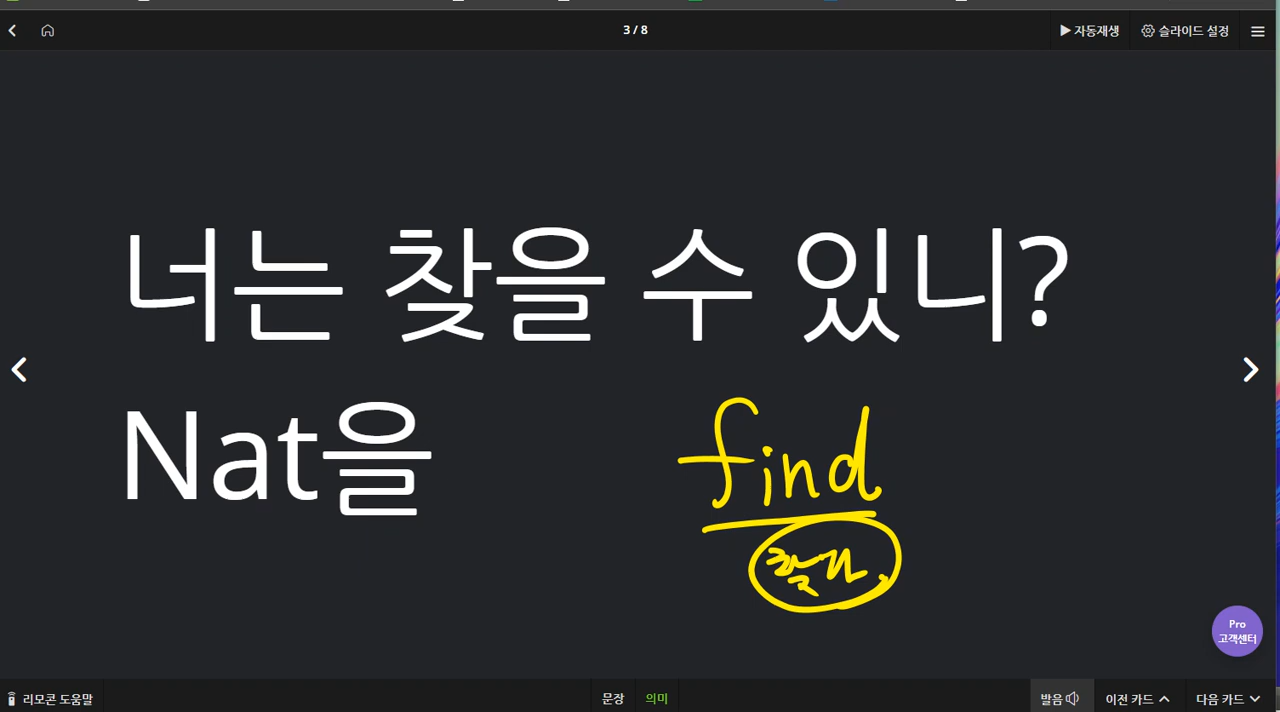 3 / 8
자동재생
슬라이드 설정
너는 찾을 수 있니?
Nat을
find
찾다.
Pro
고객센터
리모콘 도움말
문장
의미
발음
이전 카드
다음 카드